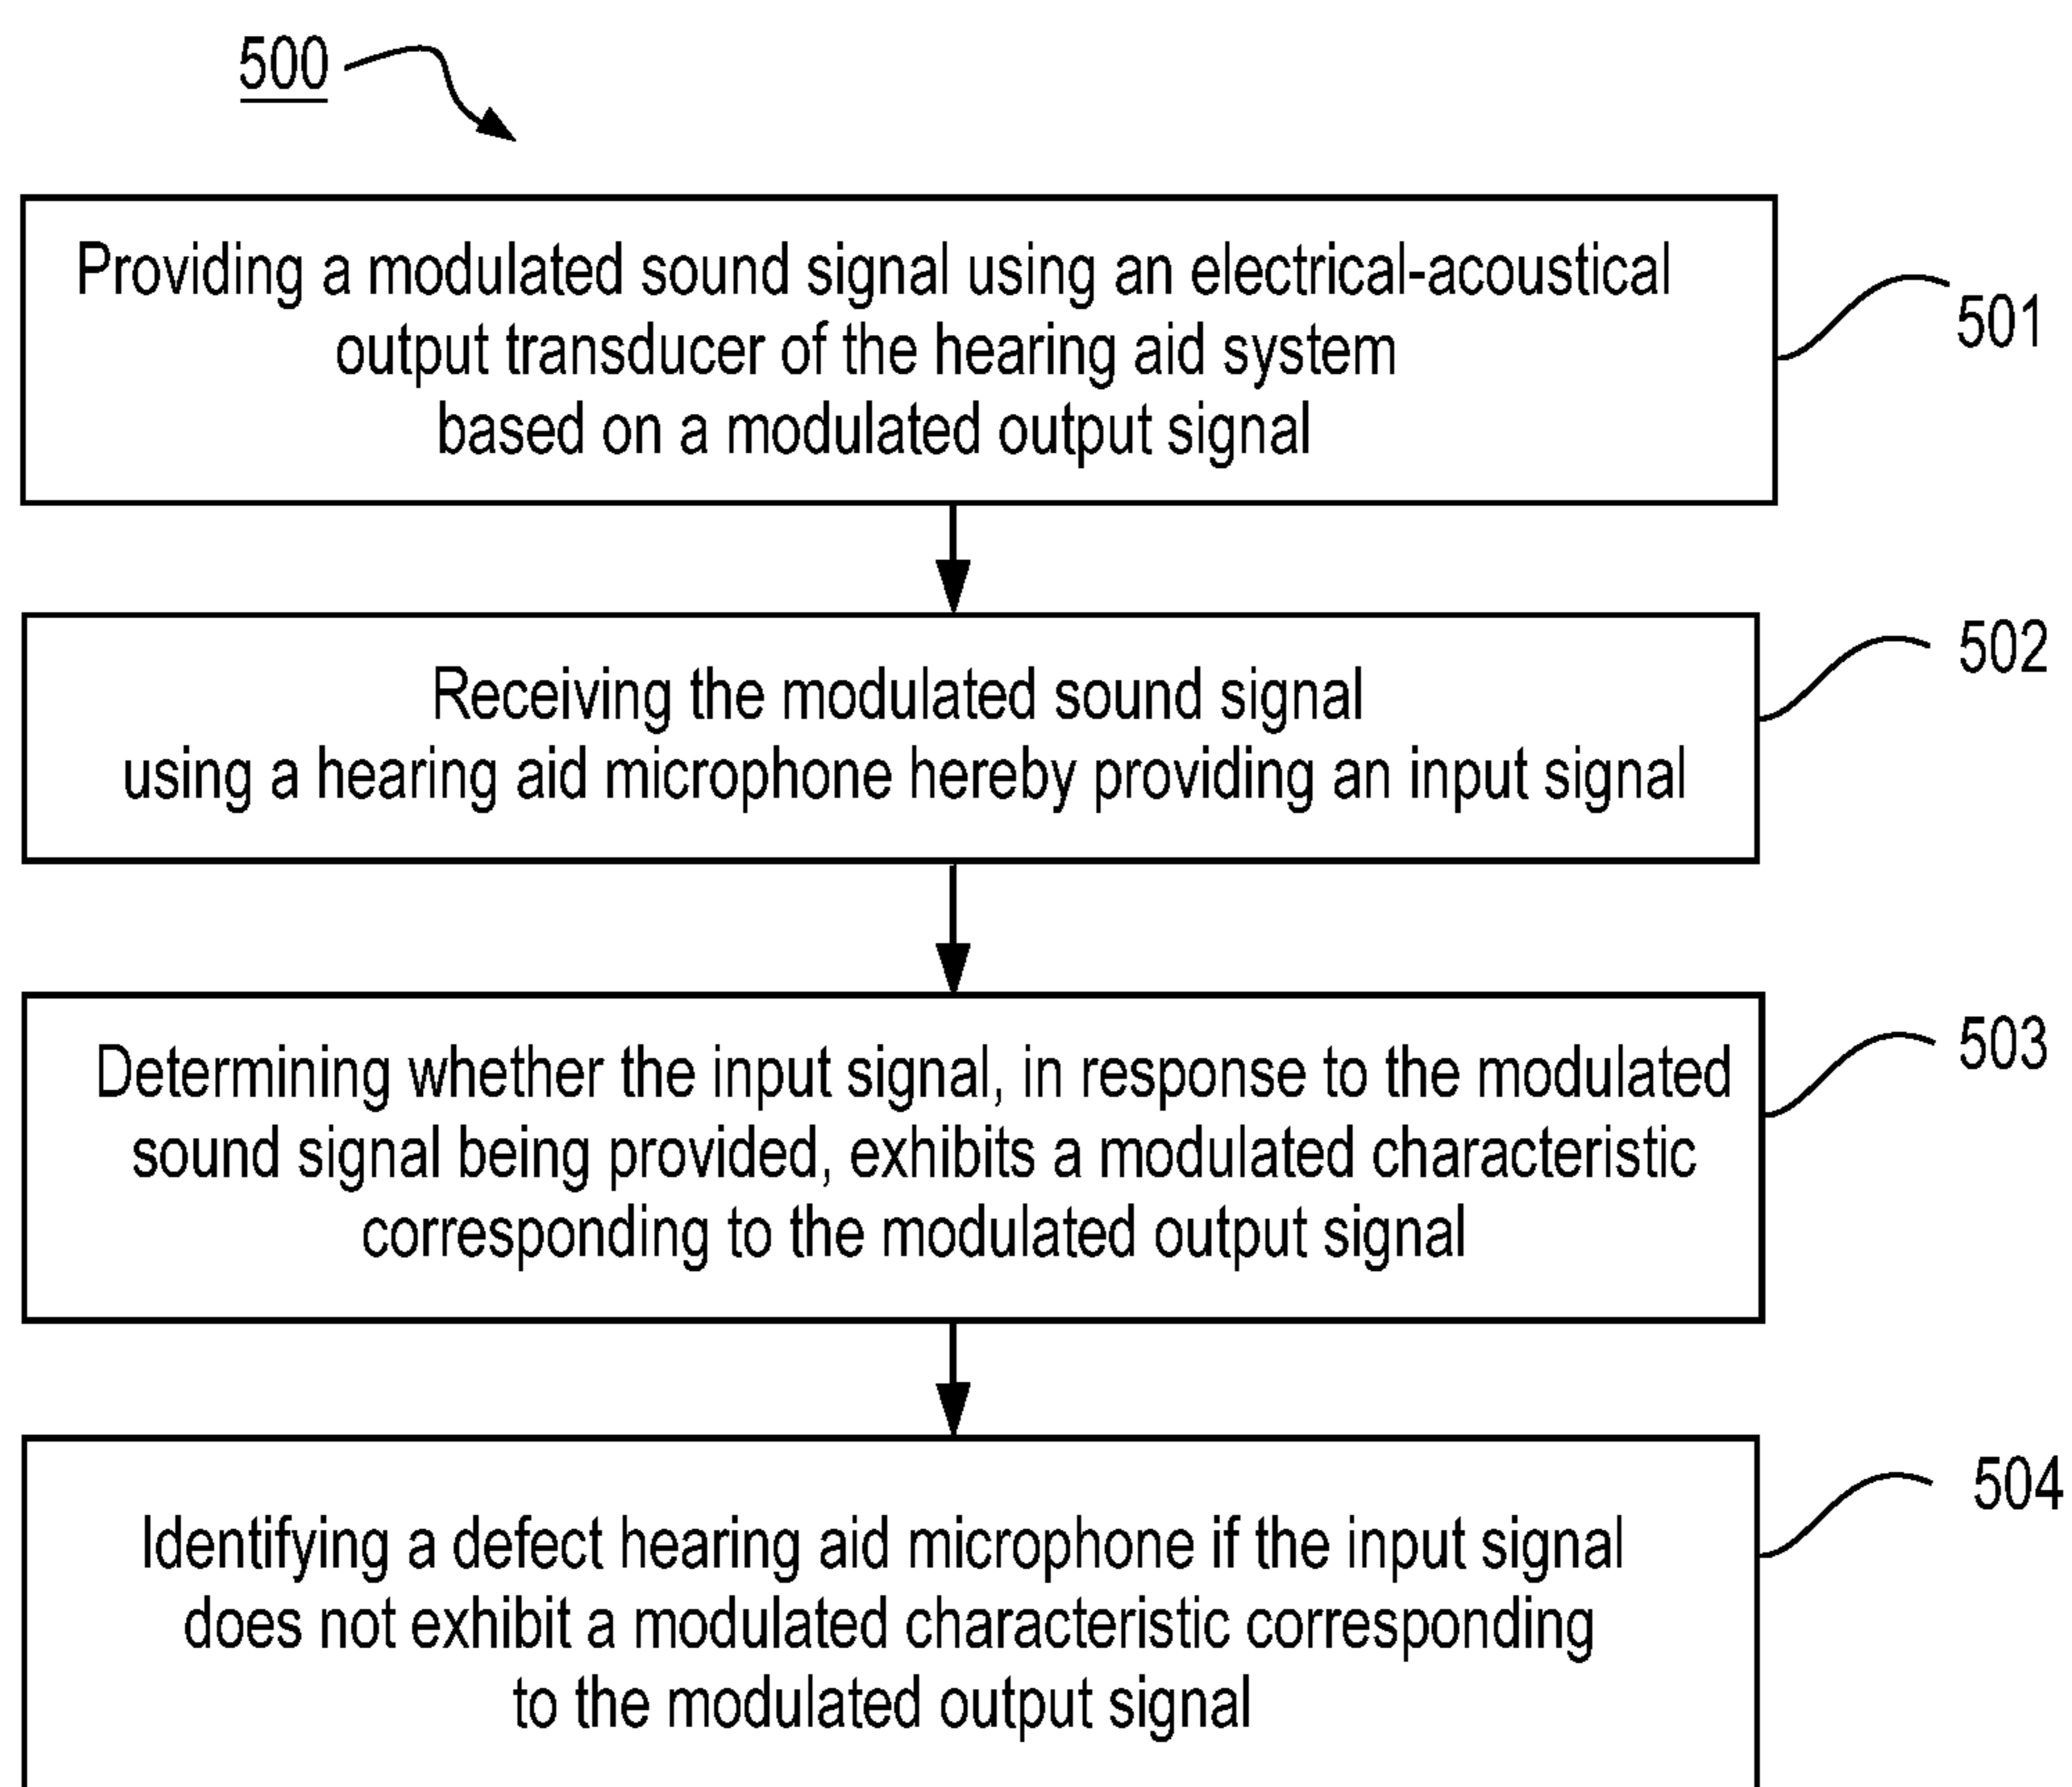 500
Providing a modulated sound signal using an electrical-acoustical
output transducer of the hearing aid system
based on a modulated output signal
501
Receiving the modulated sound signal
using a hearing aid microphone hereby providing an input signal
502
Determining whether the input signal, in response to the modulated
sound signal being provided, exhibits a modulated characteristic
corresponding to the modulated output signal
503
Identifying a defect hearing aid microphone if the input signal
does not exhibit a modulated characteristic corresponding
to the modulated output signal
504